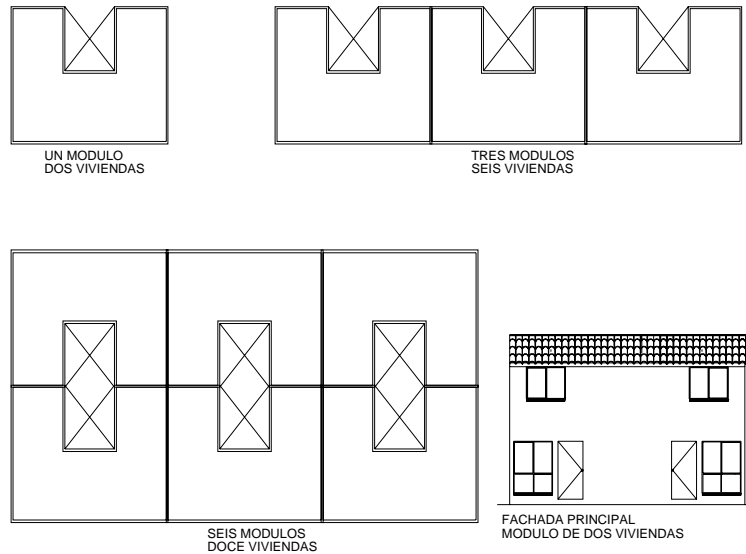 UN MODULO
DOS VIVIENDAS
TRES MODULOS
SEIS VIVIENDAS
SEIS MODULOS
DOCE VIVIENDAS
FACHADA PRINCIPAL
MODULO DE DOS VIVIENDAS